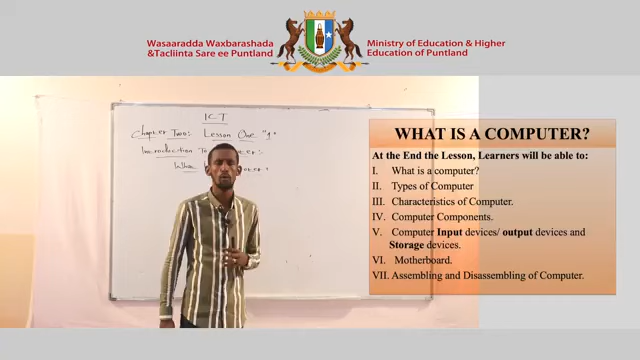 Wasaaradda Waxbarashada
&Tacliinta Sare ee Puntland
Ministry of Education & Higher
Education of Puntland
ICT
Chapter Two:. Lesson One "1.
Introduction To
WHAT IS A COMPUTER?
At the End the Lesson, Learners will be able to:
I. What is a computer?
II. Types of Computer
III. Characteristics of Computer.
IV. Computer Components.
V. Computer Input devices/ output devices and
Storage devices.
VI. Motherboard.
VII. Assembling and Disassembling of Computer.